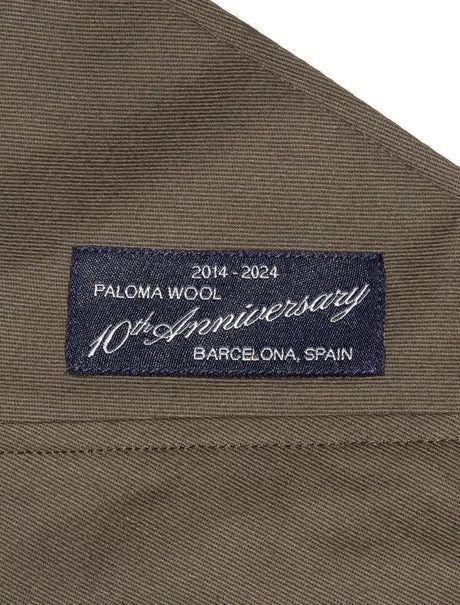 2014 - 2024
PALOMA WOOL
10th Anniversary
BARCELONA, SPAIN